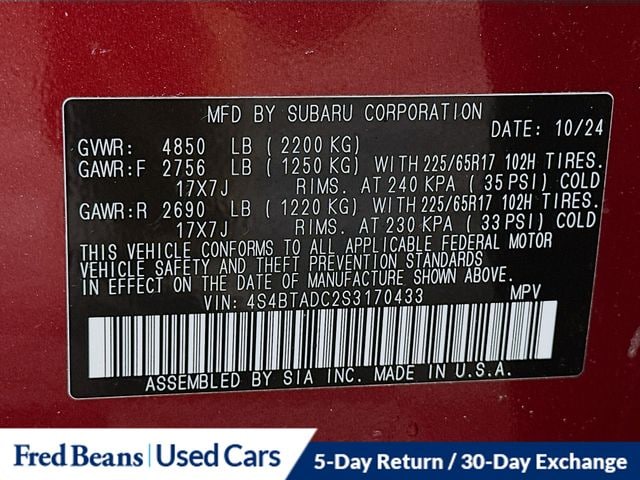 MFD BY SUBARU CORPORATION
DATE: 10/24
GVWR: 4850 LB (2200 KG)
GAWR:F 2756 LB (1250 KG) WITH 225/65R17 102H TIRES.
17X7J RIMS. AT 240 KPA (35 PSI) COLD
GAWR:R 2690 LB (1220 KG) WITH 225/65R17 102H TIRES.
17X7J RIMS. AT 230 KPA (33 PSI) COLD
THIS VEHICLE CONFORMS TO ALL APPLICABLE FEDERAL MOTOR
VEHICLE SAFETY AND THEFT PREVENTION STANDARDS
IN EFFECT ON THE DATE OF MANUFACTURE SHOWN ABOVE.
VIN: 4S4BTADC2S3170433 MPV
ASSEMBLED BY SIA INC. MADE IN U.S.A.
Fred Beans | Used Cars
5-Day Return / 30-Day Exchange